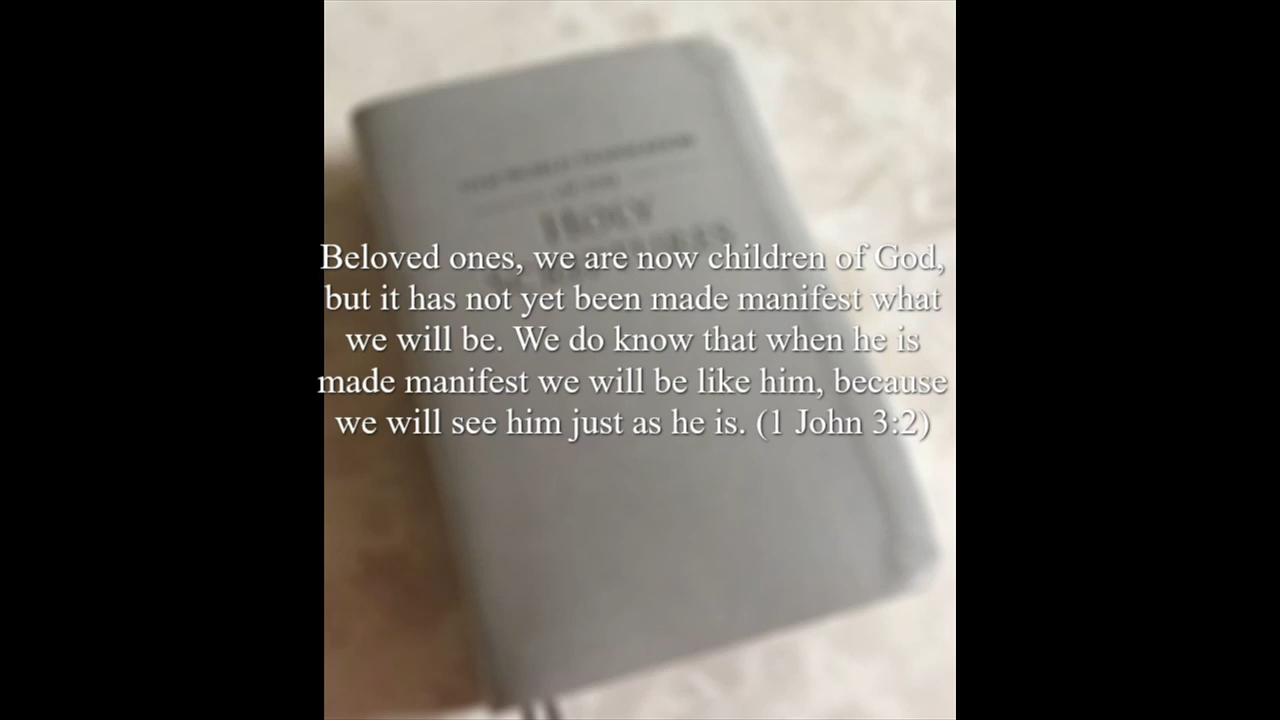 HOLY
Beloved ones, we are now children of God,
but it has not yet been made manifest what
we will be. We do know that when he is
made manifest we will be like him, because
we will see him just as he is. (1 John 3:2)